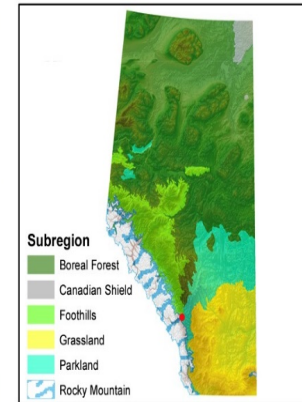 Subregion
Boreal Forest
Canadian Shield
Foothills
Grassland
Parkland
Rocky Mountain